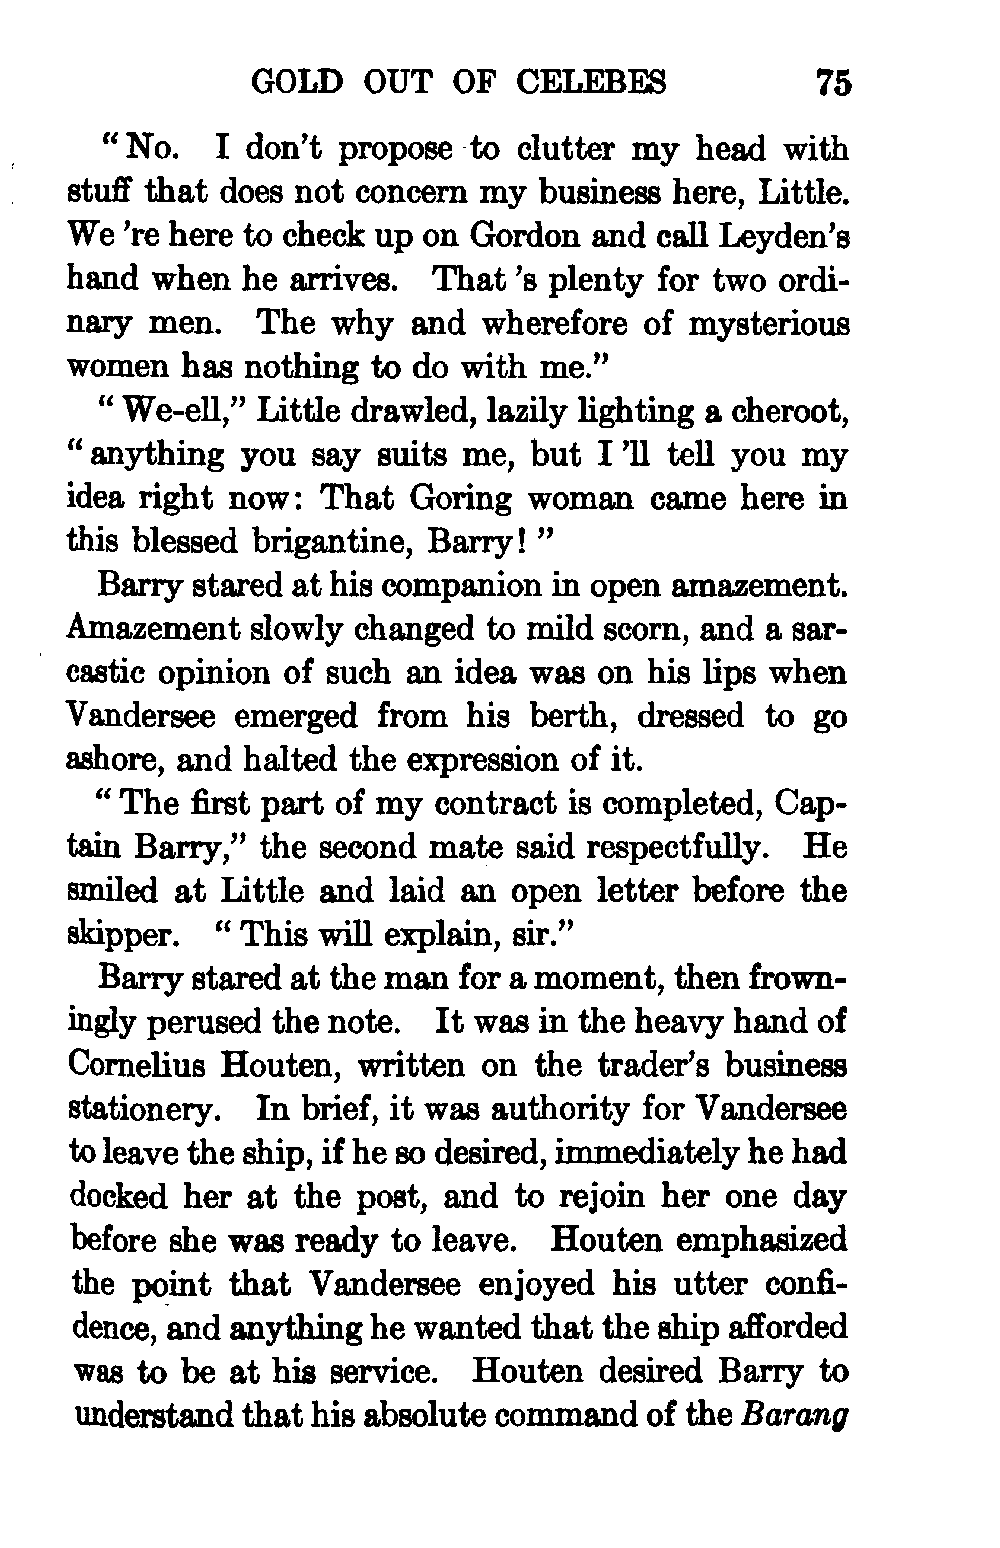 GOLD OUT OF CELEBES 75
"No. I don't propose to clutter my head with
stuff that does not concern my business here, Little.
We 're here to check up on Gordon and call Leyden's
hand when he arrives. That 's plenty for two ordi-
nary men. The why and wherefore of mysterious
women has nothing to do with me."
"We-ell," Little drawled, lazily lighting a cheroot,
"anything you say suits me, but I 'll tell you my
idea right now: That Goring woman came here in
this blessed brigantine, Barry!"
Barry stared at his companion in open amazement.
Amazement slowly changed to mild scorn, and a sar-
castic opinion of such an idea was on his lips when
Vandersee emerged from his berth, dressed to go
ashore, and halted the expression of it.
"The first part of my contract is completed, Cap-
tain Barry," the second mate said respectfully. He
smiled at Little and laid an open letter before the
skipper. "This will explain, sir."
Barry stared at the man for a moment, then frown-
ingly perused the note. It was in the heavy hand of
Cornelius Houten, written on the trader's business
stationery. In brief, it was authority for Vandersee
to leave the ship, if he so desired, immediately he had
docked her at the post, and to rejoin her one day
before she was ready to leave. Houten emphasized
the point that Vandersee enjoyed his utter confi-
dence, and anything he wanted that the ship afforded
was to be at his service. Houten desired Barry to
understand that his absolute command of the Barang